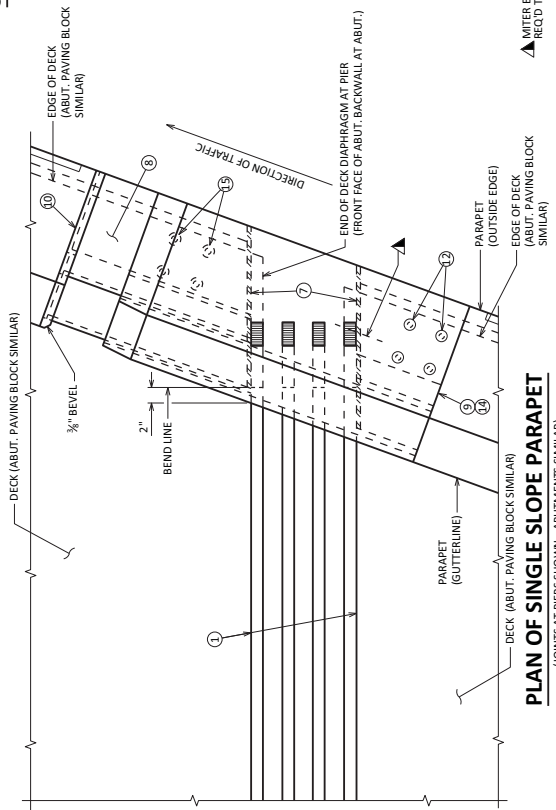 DECK (ABUT. PAVING BLOCK SIMILAR)
EDGE OF DECK
(ABUT. PAVING BLOCK
SIMILAR)
10
8
15
DIRECTION OF TRAFFIC
3/8" BEVEL
2"
BEND LINE
END OF DECK DIAPHRAGM AT PIER
(FRONT FACE OF ABUT. BACKWALL AT ABUT.)
7
1
12
PARAPET
(OUTSIDE EDGE)
EDGE OF DECK
(ABUT. PAVING BLOCK
SIMILAR)
9
14
PARAPET
(GUTTERLINE)
DECK (ABUT. PAVING BLOCK SIMILAR)
PLAN OF SINGLE SLOPE PARAPET